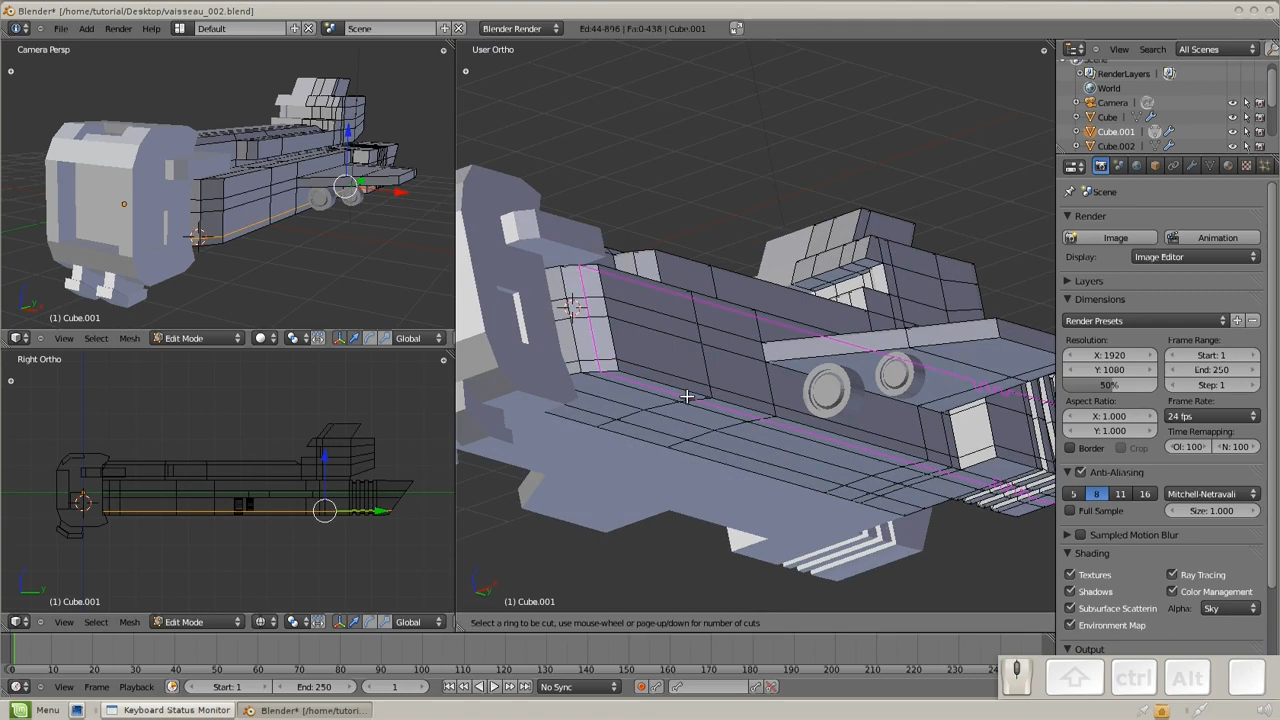 Blender* [/home/tutorial/Desktop/vaisseau_002.blend]
File Add Render Help Default Scene Blender Render Ed:44-896 | Fa:0-438 | Cube.001
Camera Persp
(1) Cube.001
View Select Mesh Edit Mode Global
Right Ortho
(1) Cube.001
View Select Mesh Edit Mode Global
User Ortho
(1) Cube.001
Select a ring to be cut, use mouse-wheel or page-up/down for number of cuts
View Search All Scenes
Scene
RenderLayers
World
Camera
Cube
Cube.001
Cube.002
Scene
Render
Image Animation
Display: Image Editor
Layers
Dimensions
Render Presets
Resolution: Frame Range:
X: 1920 Start: 1
Y: 1080 End: 250
50% Step: 1
Aspect Ratio: Frame Rate:
X: 1.000 24 fps
Y: 1.000 Time Remapping:
Border Crop Ol: 100 N: 100
Anti-Aliasing
5 8 11 16 Mitchell-Netravali
Full Sample Size: 1.000
Sampled Motion Blur
Shading
Textures Ray Tracing
Shadows Color Management
Subsurface Scatterin Alpha: Sky
Environment Map
Output
0 10 20 30 40 50 60 70 80 90 100 110 120 130 140 150 160 170 180 190 200 210 220 230
View Frame Playback Start: 1 End: 250 1 No Sync
ctrl Alt
Menu Keyboard Status Monitor Blender* [/home/tutori...